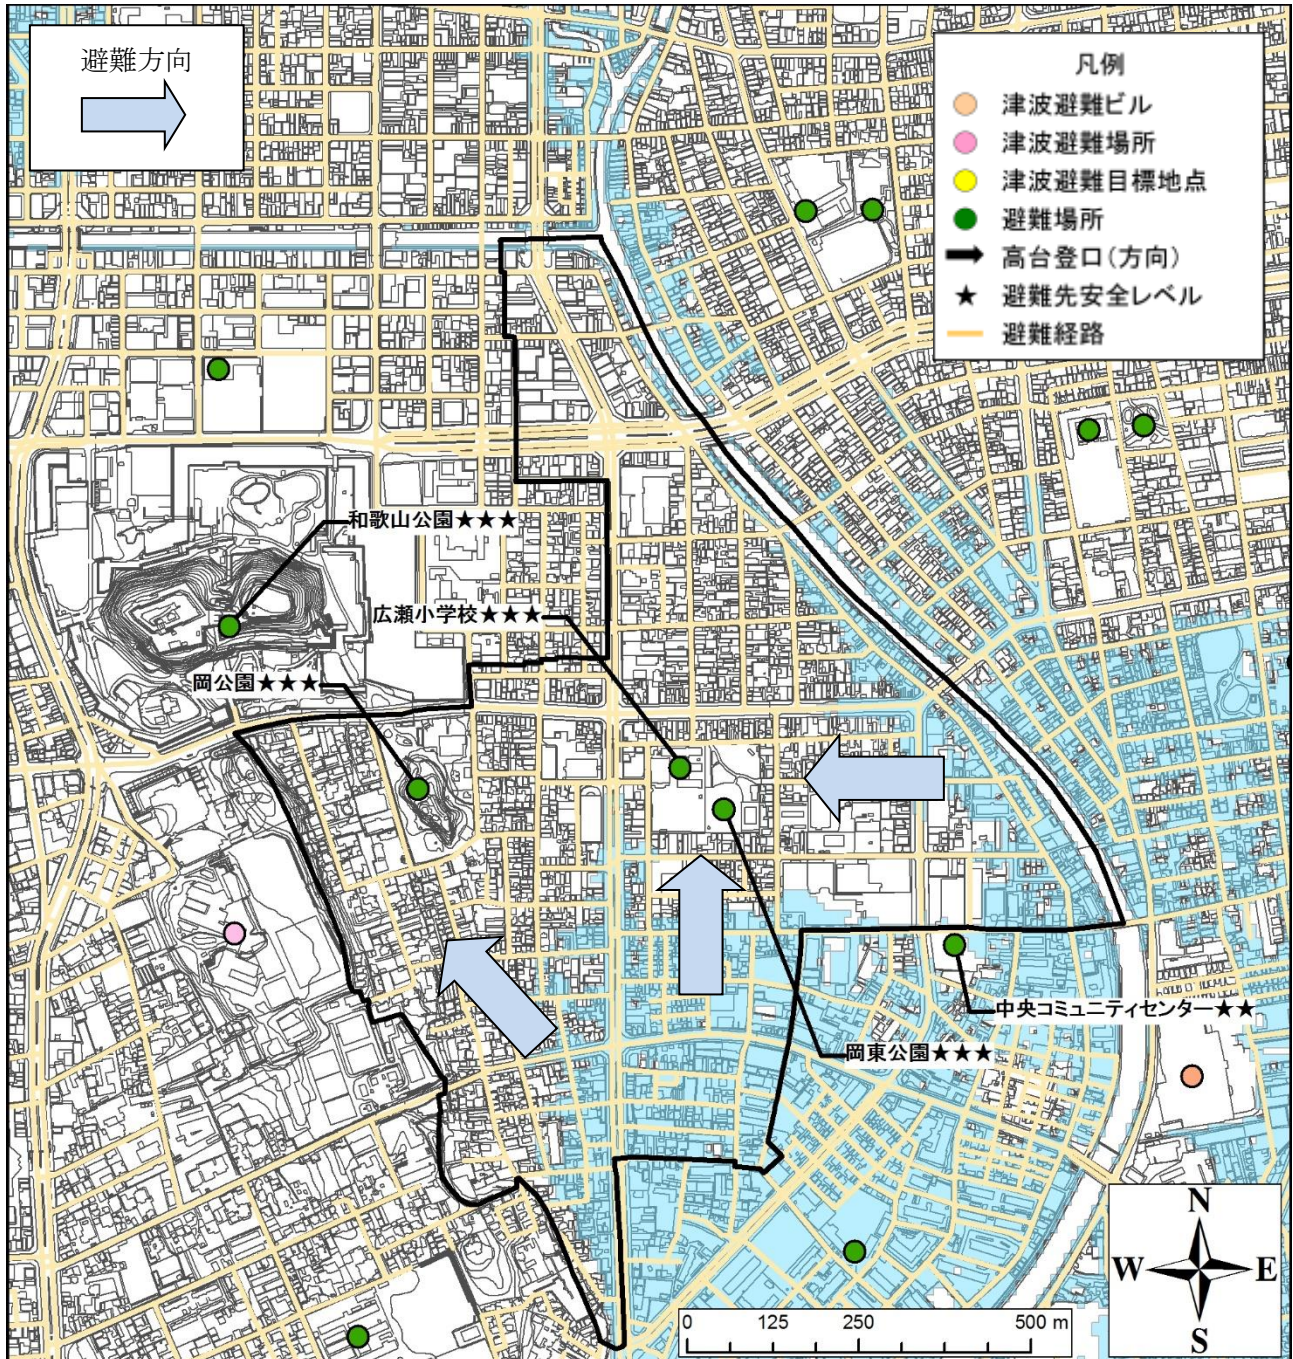 避難方向
凡例
津波避難ビル
津波避難場所
津波避難目標地点
避難場所
高台登口(方向)
★ 避難先安全レベル
避難経路
和歌山公園★★★
広瀬小学校★★★
岡公園★★★
中央コミュニティセンター★★
岡東公園★★★
N
W E
S
0 125 250 500 m